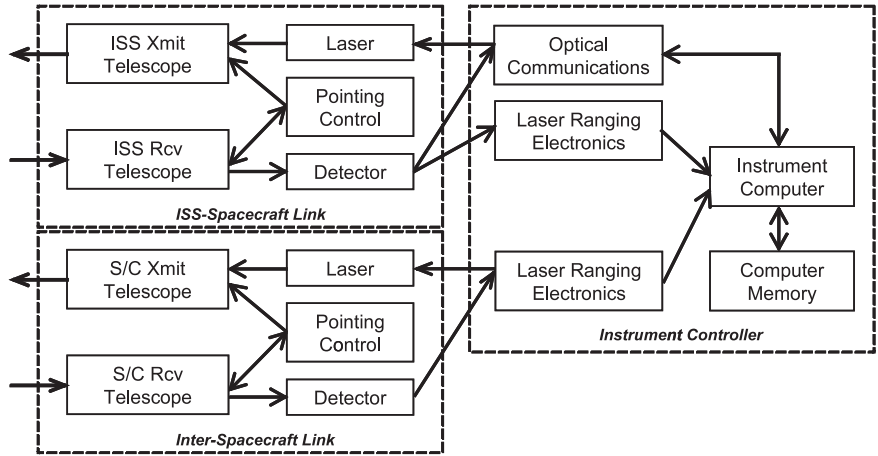 ISS Xmit
Telescope
Laser
Pointing
Control
ISS Rcv
Telescope
Detector
ISS-Spacecraft Link
S/C Xmit
Telescope
Laser
Pointing
Control
S/C Rcv
Telescope
Detector
Inter-Spacecraft Link
Optical
Communications
Laser Ranging
Electronics
Instrument
Computer
Laser Ranging
Electronics
Computer
Memory
Instrument Controller